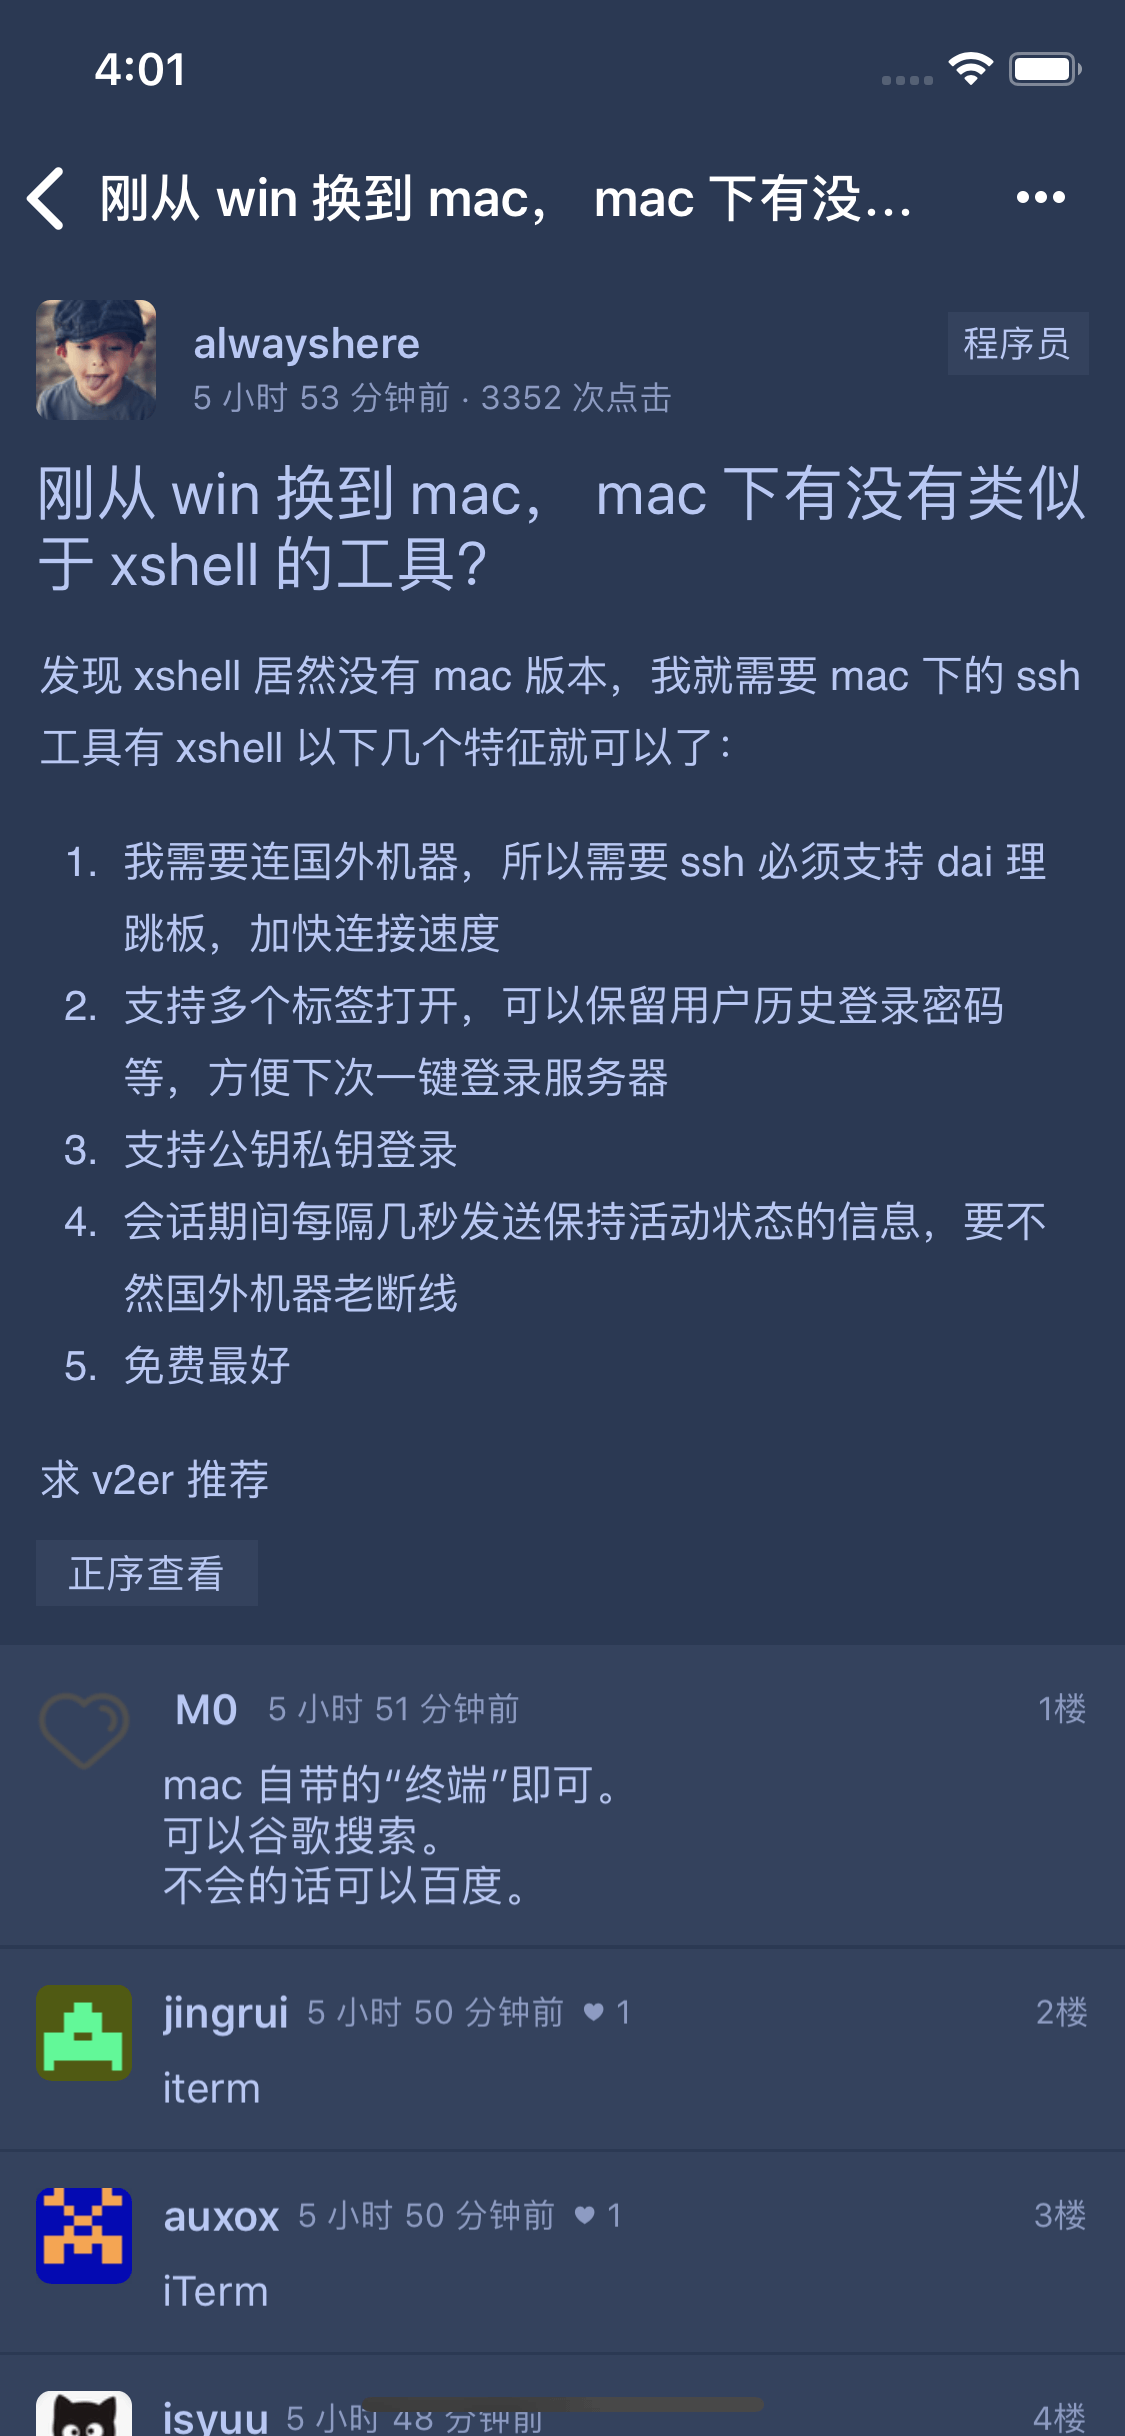 4:01
刚从 win 换到 mac， mac 下有没...
alwayshere
程序员
5 小时 53 分钟前 · 3352 次点击
刚从 win 换到 mac， mac 下有没有类似
于 xshell 的工具?
发现 xshell 居然没有 mac 版本，我就需要 mac 下的 ssh
工具有 xshell 以下几个特征就可以了：
1. 我需要连国外机器，所以需要 ssh 必须支持 dai 理
跳板，加快连接速度
2. 支持多个标签打开，可以保留用户历史登录密码
等，方便下次一键登录服务器
3. 支持公钥私钥登录
4. 会话期间每隔几秒发送保持活动状态的信息，要不
然国外机器老断线
5. 免费最好
求 v2er 推荐
正序查看
M0 5 小时 51 分钟前 1楼
mac 自带的“终端”即可。
可以谷歌搜索。
不会的话可以百度。
jingrui 5 小时 50 分钟前 ♥ 1 2楼
iterm
auxox 5 小时 50 分钟前 ♥ 1 3楼
iTerm
isyuu 5 小时 48 分钟前 4楼